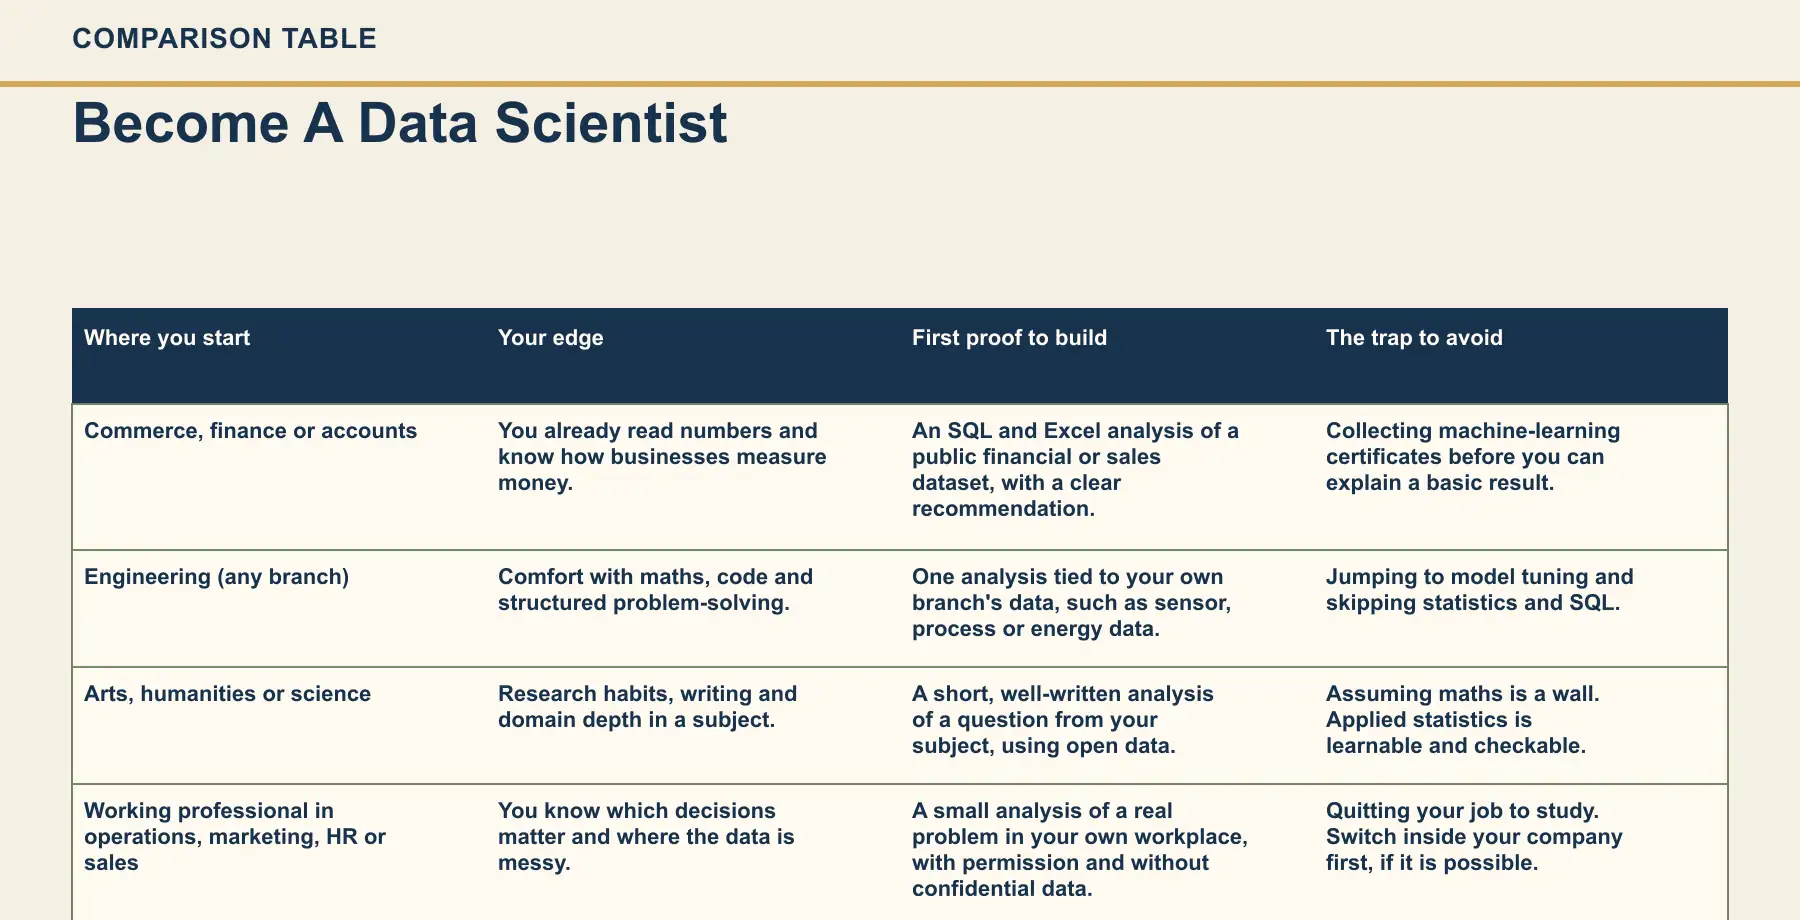 COMPARISON TABLE
Become A Data Scientist
Where you start
Your edge
First proof to build
The trap to avoid
Commerce, finance or accounts
You already read numbers and
know how businesses measure
money.
An SQL and Excel analysis of a
public financial or sales
dataset, with a clear
recommendation.
Collecting machine-learning
certificates before you can
explain a basic result.
Engineering (any branch)
Comfort with maths, code and
structured problem-solving.
One analysis tied to your own
branch's data, such as sensor,
process or energy data.
Jumping to model tuning and
skipping statistics and SQL.
Arts, humanities or science
Research habits, writing and
domain depth in a subject.
A short, well-written analysis
of a question from your
subject, using open data.
Assuming maths is a wall.
Applied statistics is
learnable and checkable.
Working professional in
operations, marketing, HR or
sales
You know which decisions
matter and where the data is
messy.
A small analysis of a real
problem in your own workplace,
with permission and without
confidential data.
Quitting your job to study.
Switch inside your company
first, if it is possible.